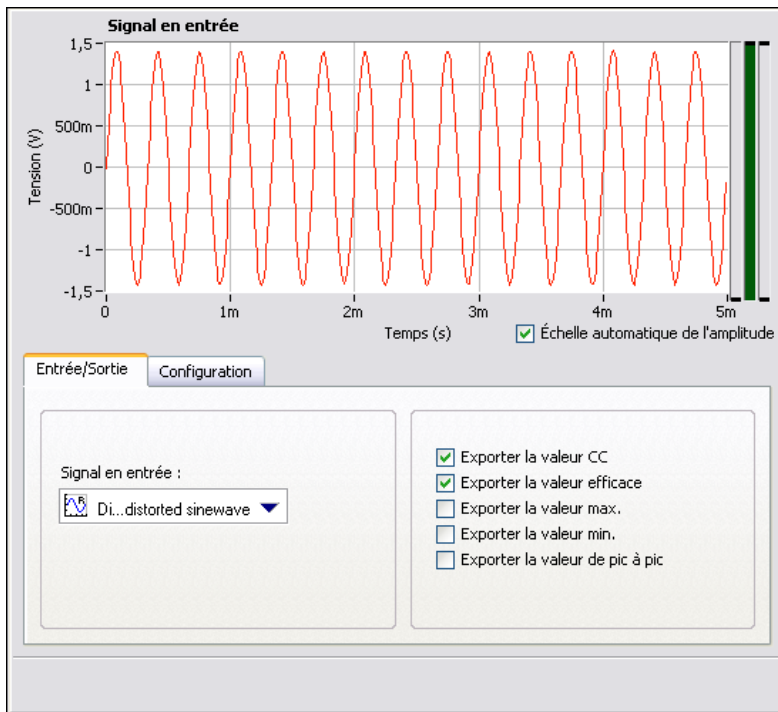 Signal en entrée
1,5
1
500m
0
-500m
-1
-1,5
Tension (V)
0 1m 2m 3m 4m 5m
Temps (s)
Échelle automatique de l'amplitude
Entrée/Sortie
Configuration
Signal en entrée :
Di...distorted sinewave
Exporter la valeur CC
Exporter la valeur efficace
Exporter la valeur max.
Exporter la valeur min.
Exporter la valeur de pic à pic